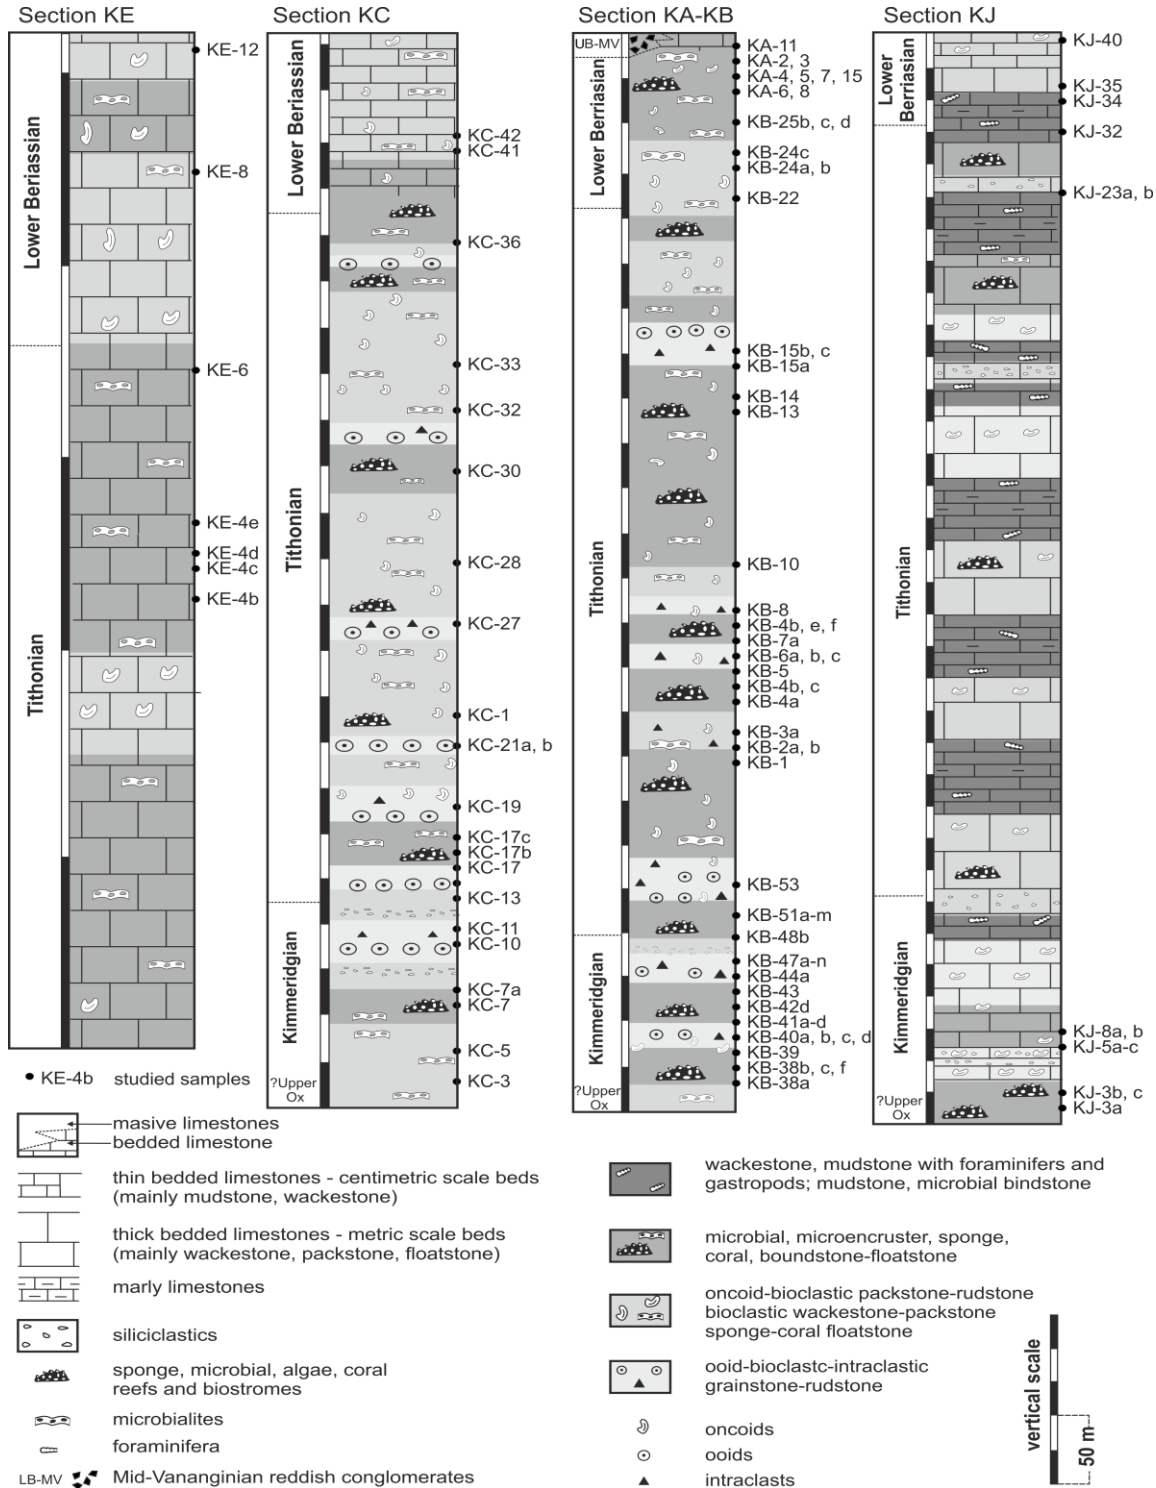 Section KE
Lower Beriassian
Tithonian
KE-12
KE-8
KE-6
KE-4e
KE-4d
KE-4c
KE-4b
Section KC
Lower Beriassian
Tithonian
Kimmeridgian
?Upper
Ox
KC-42
KC-41
KC-36
KC-33
KC-32
KC-30
KC-28
KC-27
KC-1
KC-21a, b
KC-19
KC-17c
KC-17b
KC-17
KC-13
KC-11
KC-10
KC-7a
KC-7
KC-5
KC-3
Section KA-KB
UB-MV
Lower Beriasian
Tithonian
Kimmeridgian
?Upper
Ox
KA-11
KA-2, 3
KA-4, 5, 7, 15
KA-6, 8
KB-25b, c, d
KB-24c
KB-24a, b
KB-22
KB-15b, c
KB-15a
KB-14
KB-13
KB-10
KB-8
KB-4b, e, f
KB-7a
KB-6a, b, c
KB-5
KB-4b, c
KB-4a
KB-3a
KB-2a, b
KB-1
KB-53
KB-51a-m
KB-48b
KB-47a-n
KB-44a
KB-43
KB-42d
KB-41a-d
KB-40a, b, c, d
KB-39
KB-38b, c, f
KB-38a
Section KJ
Lower
Berriasian
Tithonian
Kimmeridgian
?Upper
Ox
KJ-40
KJ-35
KJ-34
KJ-32
KJ-23a, b
KJ-8a, b
KJ-5a-c
KJ-3b, c
KJ-3a
KE-4b studied samples
masive limestones
bedded limestone
thin bedded limestones - centimetric scale beds
(mainly mudstone, wackestone)
thick bedded limestones - metric scale beds
(mainly wackestone, packstone, floatstone)
marly limestones
siliciclastics
sponge, microbial, algae, coral
reefs and biostromes
microbialites
foraminifera
LB-MV Mid-Vananginian reddish conglomerates
wackestone, mudstone with foraminifers and
gastropods; mudstone, microbial bindstone
microbial, microencruster, sponge,
coral, boundstone-floatstone
oncoid-bioclastic packstone-rudstone
bioclastic wackestone-packstone
sponge-coral floatstone
ooid-bioclastc-intraclastic
grainstone-rudstone
oncoids
ooids
intraclasts
vertical scale
50 m